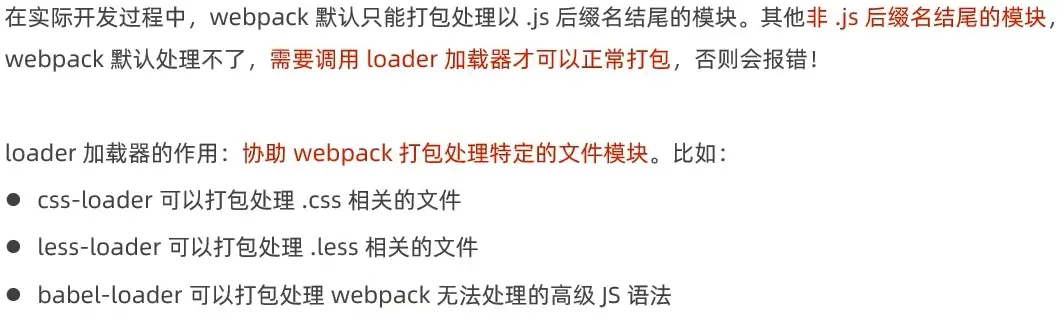 在实际开发过程中，webpack 默认只能打包处理以 .js 后缀名结尾的模块。其他非 .js 后缀名结尾的模块，
webpack 默认处理不了，需要调用 loader 加载器才可以正常打包，否则会报错！
loader 加载器的作用：协助 webpack 打包处理特定的文件模块。比如：
● css-loader 可以打包处理 .css 相关的文件
● less-loader 可以打包处理 .less 相关的文件
● babel-loader 可以打包处理 webpack 无法处理的高级 JS 语法